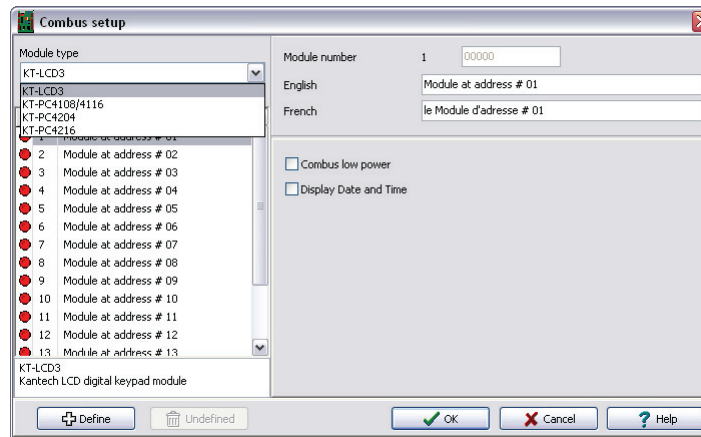 Combus setup
Module type
KT-LCD3
KT-LCD3
KT-PC4108/4116
KT-PC4204
KT-PC4216
1 Module at address # 01
2 Module at address # 02
3 Module at address # 03
4 Module at address # 04
5 Module at address # 05
6 Module at address # 06
7 Module at address # 07
8 Module at address # 08
9 Module at address # 09
10 Module at address # 10
11 Module at address # 11
12 Module at address # 12
13 Module at address # 13
KT-LCD3
Kantech LCD digital keypad module
Module number 1 00000
English Module at address # 01
French le Module d'adresse # 01
Combus low power
Display Date and Time
Define
Undefined
OK
Cancel
? Help